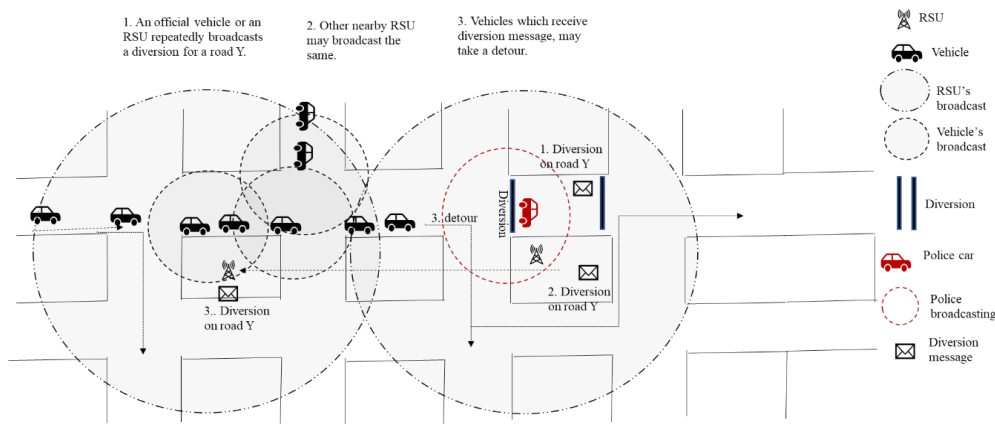 1. An official vehicle or an
RSU repeatedly broadcasts
a diversion for a road Y.
2. Other nearby RSU
may broadcast the
same.
3. Vehicles which receive
diversion message, may
take a detour.
RSU
Vehicle
RSU's
broadcast
Vehicle's
broadcast
Diversion
Police car
Police
broadcasting
Diversion
message
1. Diversion
on road Y
Diversion
3. detour
2. Diversion
on road Y
3.. Diversion
on road Y